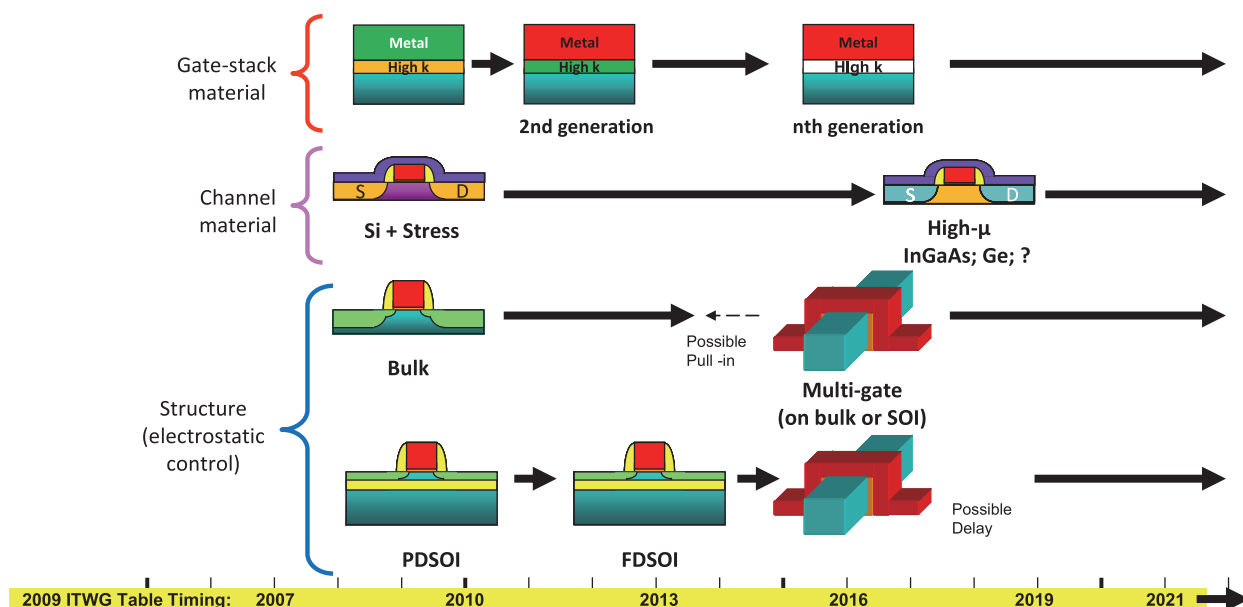 Metal
High k
Metal
High k
Metal
High k
Gate-stack
material
2nd generation
nth generation
S
D
S
D
Channel
material
Si + Stress
High-μ
InGaAs; Ge; ?
Possible
Pull -in
Bulk
Multi-gate
(on bulk or SOI)
Structure
(electrostatic
control)
Possible
Delay
PDSOI
FDSOI
2009 ITWG Table Timing: 2007 2010 2013 2016 2019 2021